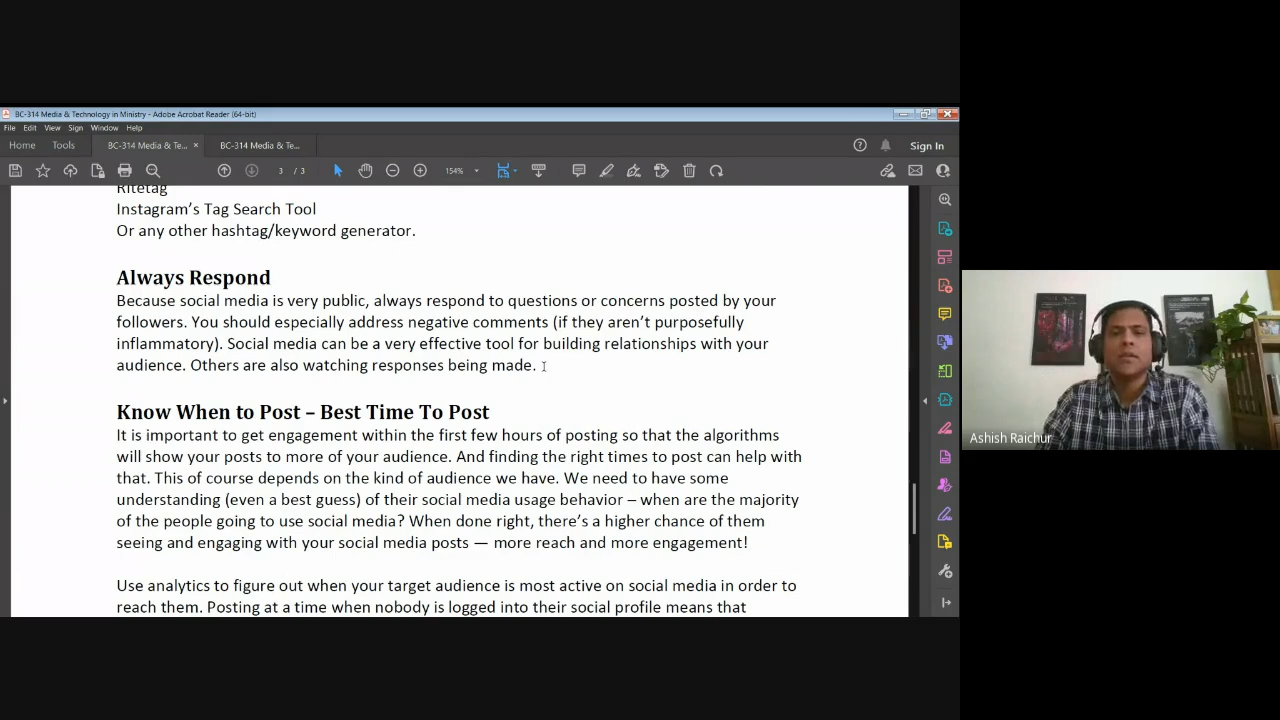 BC-314 Media & Technology in Ministry - Adobe Acrobat Reader (64-bit)
File Edit View Sign Window Help
Home Tools BC-314 Media & Te... × BC-314 Media & Te... Sign In
3 / 3 154%
Ritetag
Instagram’s Tag Search Tool
Or any other hashtag/keyword generator.
Always Respond
Because social media is very public, always respond to questions or concerns posted by your
followers. You should especially address negative comments (if they aren’t purposefully
inflammatory). Social media can be a very effective tool for building relationships with your
audience. Others are also watching responses being made.
Know When to Post – Best Time To Post
It is important to get engagement within the first few hours of posting so that the algorithms
will show your posts to more of your audience. And finding the right times to post can help with
that. This of course depends on the kind of audience we have. We need to have some
understanding (even a best guess) of their social media usage behavior – when are the majority
of the people going to use social media? When done right, there’s a higher chance of them
seeing and engaging with your social media posts — more reach and more engagement!
Use analytics to figure out when your target audience is most active on social media in order to
reach them. Posting at a time when nobody is logged into their social profile means that
Ashish Raichur